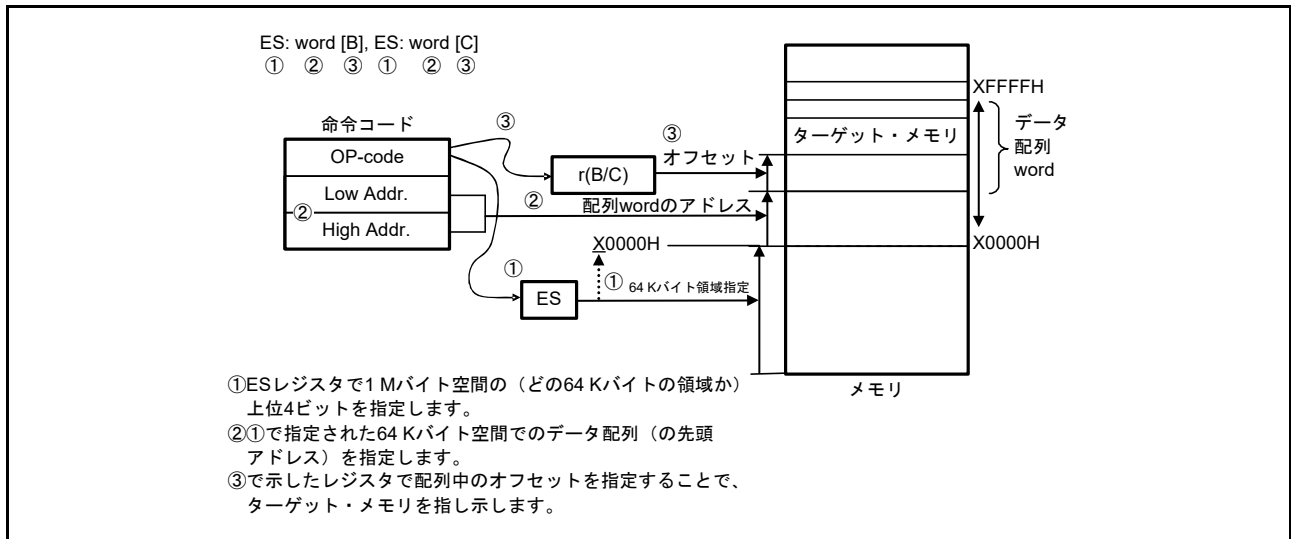 ES: word [B], ES: word [C]
① ② ③ ① ② ③
命令コード
OP-code
Low Addr.
②
High Addr.
③
r(B/C)
③
オフセット
②
配列wordのアドレス
X0000H
①
ES
①
64 Kバイト領域指定
ターゲット・メモリ
XFFFFH
データ
配列
word
X0000H
メモリ
①ESレジスタで1 Mバイト空間の（どの64 Kバイトの領域か）
上位4ビットを指定します。
②①で指定された64 Kバイト空間でのデータ配列（の先頭
アドレス）を指定します。
③で示したレジスタで配列中のオフセットを指定することで、
ターゲット・メモリを指し示します。